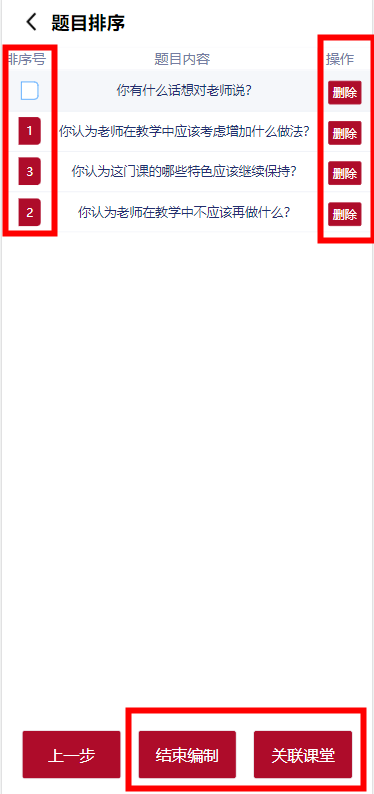 题目排序
排序号 题目内容 操作
你有什么话想对老师说? 删除
1 你认为老师在教学中应该考虑增加什么做法? 删除
3 你认为这门课的哪些特色应该继续保持? 删除
2 你认为老师在教学中不应该再做什么? 删除
上一步 结束编制 关联课堂